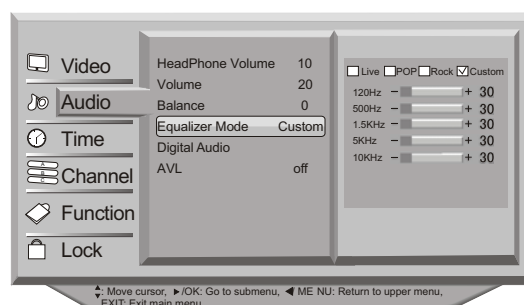 Video
Audio
Time
Channel
Function
Lock
HeadPhone Volume 10
Volume 20
Balance 0
Equalizer Mode Custom
Digital Audio
AVL off
Live POP Rock Custom
120Hz − + 30
500Hz − + 30
1.5KHz − + 30
5KHz − + 30
10KHz − + 30
: Move cursor, ►/OK: Go to submenu, ◄ ME NU: Return to upper menu,
EXIT: Exit main menu